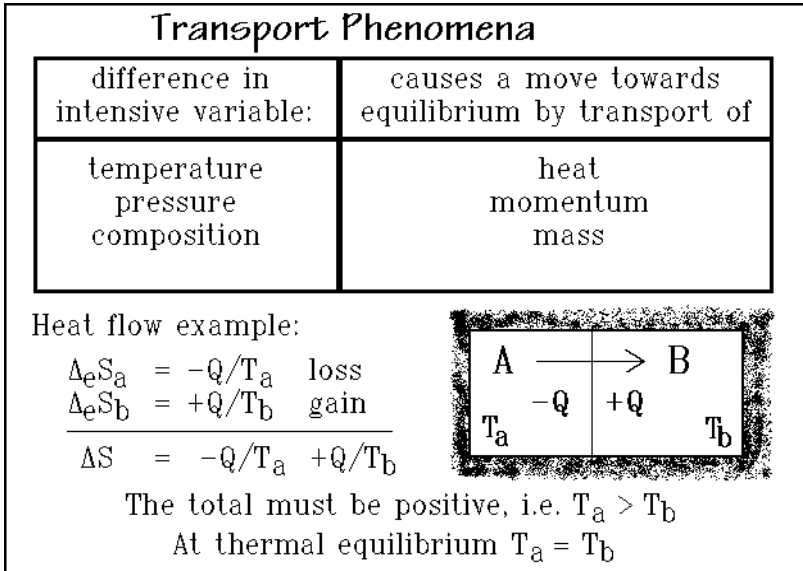 Transport Phenomena
difference in
intensive variable:
causes a move towards
equilibrium by transport of
temperature
pressure
composition
heat
momentum
mass
Heat flow example:
ΔeSa = -Q/Ta loss
ΔeSb = +Q/Tb gain
ΔS = -Q/Ta +Q/Tb
A B
-Q +Q
Ta Tb
The total must be positive, i.e. Ta > Tb
At thermal equilibrium Ta = Tb